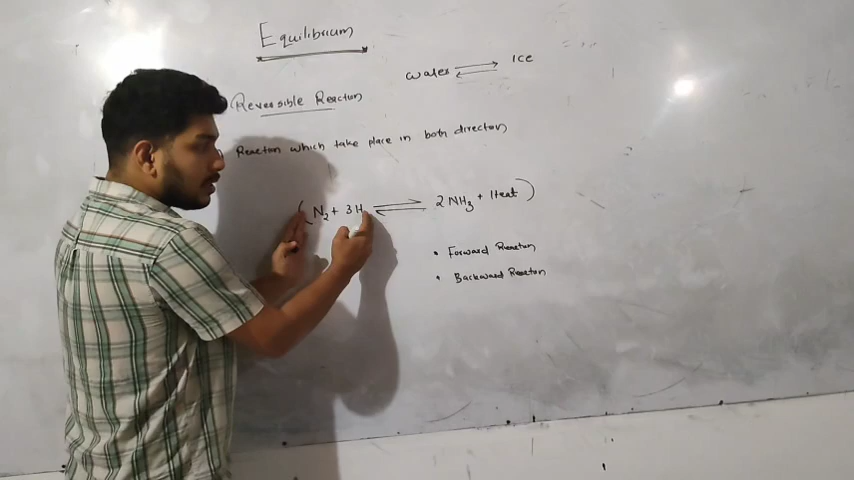 Equilibrium
water ⇌ Ice
Reversible Reaction
Reaction which take place in both direction
(N2 + 3H ⇌ 2NH3 + Heat)
• Forward Reaction
• Backward Reaction